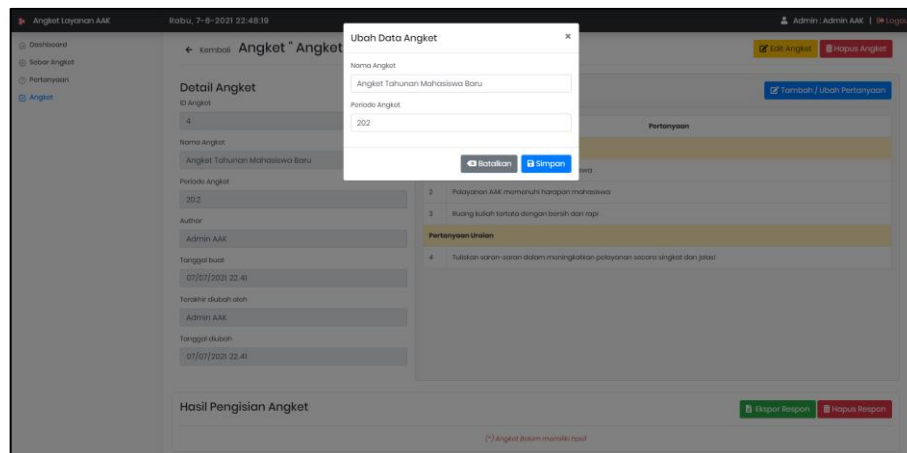 Angket Layanan AAK
Rabu, 7-6-2021 22:48:19
Admin : Admin AAK |
Dashboard
Sebar Angket
Pertanyaan
Angket
← Kembali Angket " Angket
Edit Angket
Hapus Angket
Ubah Data Angket
×
Nama Angket
Angket Tahunan Mahasiswa Baru
Periode Angket
202
Batalkan
Simpan
Detail Angket
ID Angket
4
Nama Angket
Angket Tahunan Mahasiswa Baru
Periode Angket
202
Author
Admin AAK
Tanggal buat
07/07/2021 22.41
Terakhir diubah oleh
Admin AAK
Tanggal diubah
07/07/2021 22.41
Tambah / Ubah Pertanyaan
Pertanyaan
2 Pelayanan AAK memenuhi harapan mahasiswa
3 Ruang kuliah tertata dengan bersih dan rapi
Pertanyaan Uraian
4 Tuliskan saran-saran dalam meningkatkan pelayanan secara singkat dan jelas!
Hasil Pengisian Angket
Ekspor Respon
Hapus Respon
(*) Angket Belum memiliki hasil